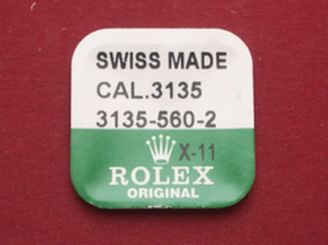 SWISS MADE
CAL.3135
3135-560-2
X-11
ROLEX
ORIGINAL